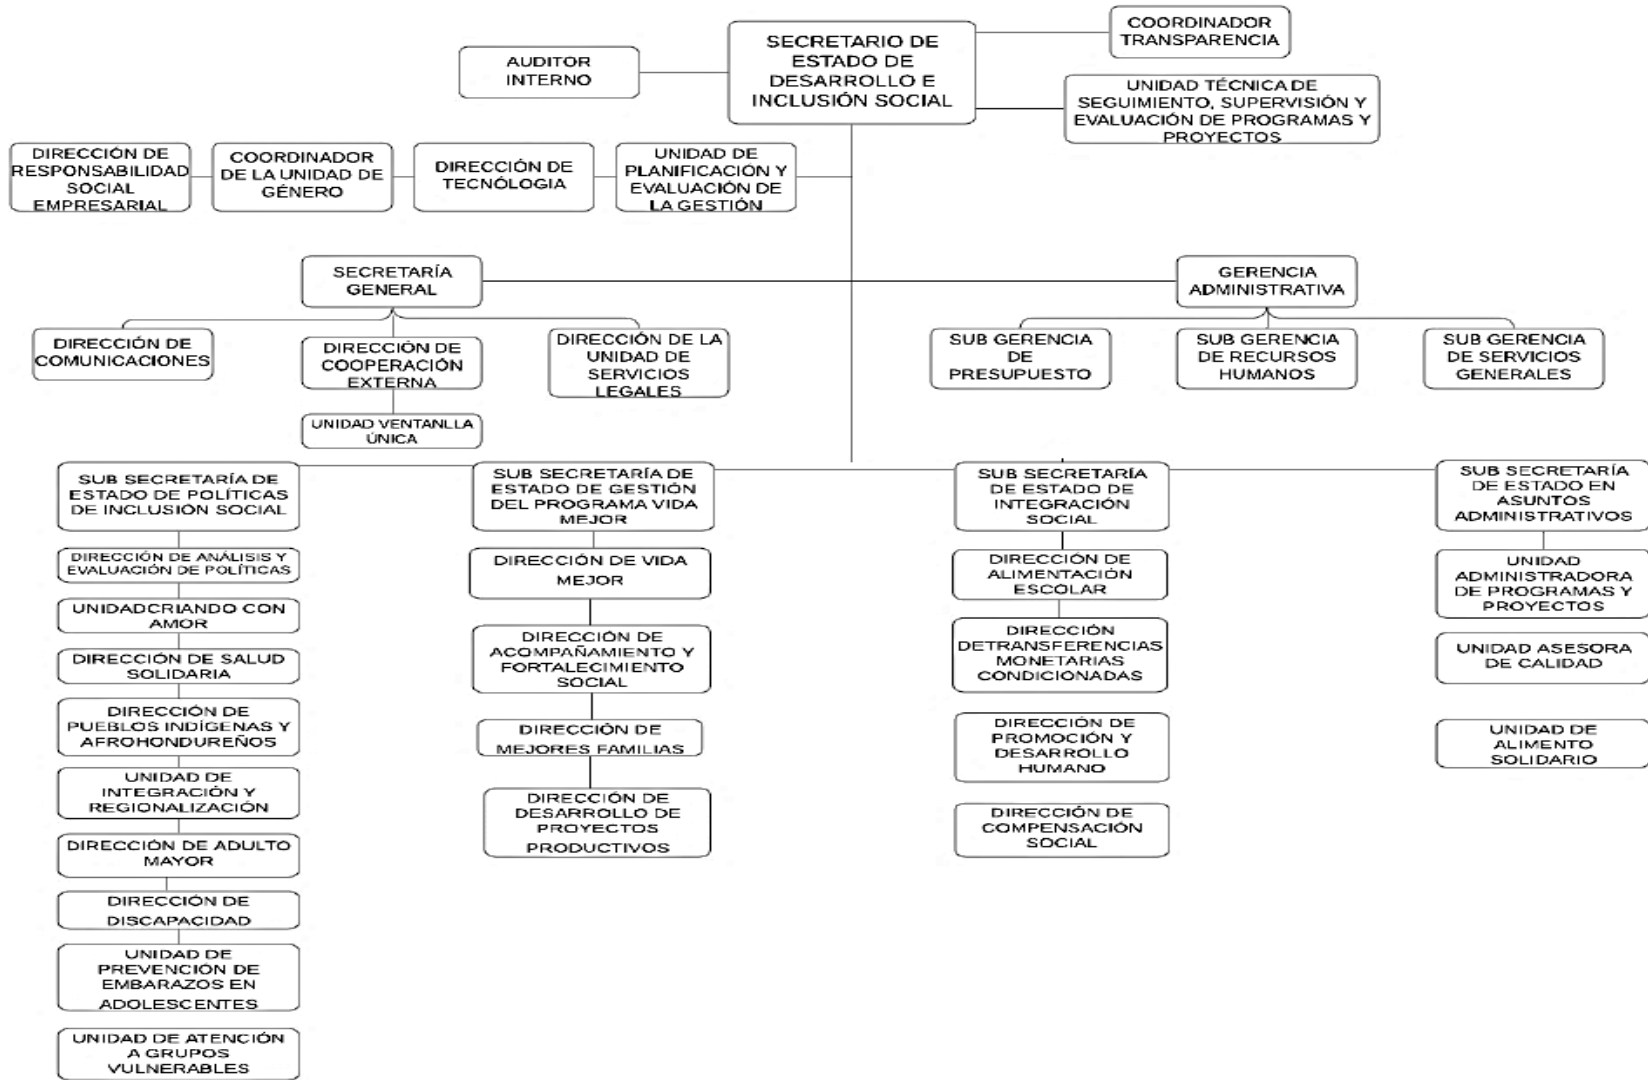 COORDINADOR
TRANSPARENCIA
SECRETARIO DE
ESTADO DE
DESARROLLO E
INCLUSIÓN SOCIAL
AUDITOR
INTERNO
UNIDAD TÉCNICA DE
SEGUIMIENTO, SUPERVISIÓN Y
EVALUACIÓN DE PROGRAMAS Y
PROYECTOS
DIRECCIÓN DE
RESPONSABILIDAD
SOCIAL
EMPRESARIAL
COORDINADOR
DE LA UNIDAD DE
GÉNERO
DIRECCIÓN DE
TECNÓLOGIA
UNIDAD DE
PLANIFICACIÓN Y
EVALUACIÓN DE
LA GESTIÓN
SECRETARÍA
GENERAL
GERENCIA
ADMINISTRATIVA
DIRECCIÓN DE
COMUNICACIONES
DIRECCIÓN DE
COOPERACIÓN
EXTERNA
DIRECCIÓN DE LA
UNIDAD DE
SERVICIOS
LEGALES
SUB GERENCIA
DE
PRESUPUESTO
SUB GERENCIA
DE RECURSOS
HUMANOS
SUB GERENCIA
DE SERVICIOS
GENERALES
UNIDAD VENTANLLA
ÚNICA
SUB SECRETARÍA DE
ESTADO DE POLÍTICAS
DE INCLUSIÓN SOCIAL
DIRECCIÓN DE ANÁLISIS Y
EVALUACIÓN DE POLÍTICAS
UNIDADCRIANDO CON
AMOR
DIRECCIÓN DE SALUD
SOLIDARIA
DIRECCIÓN DE
PUEBLOS INDÍGENAS Y
AFROHONDUREÑOS
UNIDAD DE
INTEGRACIÓN Y
REGIONALIZACIÓN
DIRECCIÓN DE ADULTO
MAYOR
DIRECCIÓN DE
DISCAPACIDAD
UNIDAD DE
PREVENCIÓN DE
EMBARAZOS EN
ADOLESCENTES
UNIDAD DE ATENCIÓN
A GRUPOS
VULNERABLES
SUB SECRETARÍA DE
ESTADO DE GESTIÓN
DEL PROGRAMA VIDA
MEJOR
DIRECCIÓN DE VIDA
MEJOR
DIRECCIÓN DE
ACOMPAÑAMIENTO Y
FORTALECIMIENTO
SOCIAL
DIRECCIÓN DE
MEJORES FAMILIAS
DIRECCIÓN DE
DESARROLLO DE
PROYECTOS
PRODUCTIVOS
SUB SECRETARÍA
DE ESTADO DE
INTEGRACIÓN
SOCIAL
DIRECCIÓN DE
ALIMENTACIÓN
ESCOLAR
DIRECCIÓN
DETRANSFERENCIAS
MONETARIAS
CONDICIONADAS
DIRECCIÓN DE
PROMOCIÓN Y
DESARROLLO
HUMANO
DIRECCIÓN DE
COMPENSACIÓN
SOCIAL
SUB SECRETARÍA
DE ESTADO EN
ASUNTOS
ADMINISTRATIVOS
UNIDAD
ADMINISTRADORA
DE PROGRAMAS Y
PROYECTOS
UNIDAD ASESORA
DE CALIDAD
UNIDAD DE
ALIMENTO
SOLIDARIO